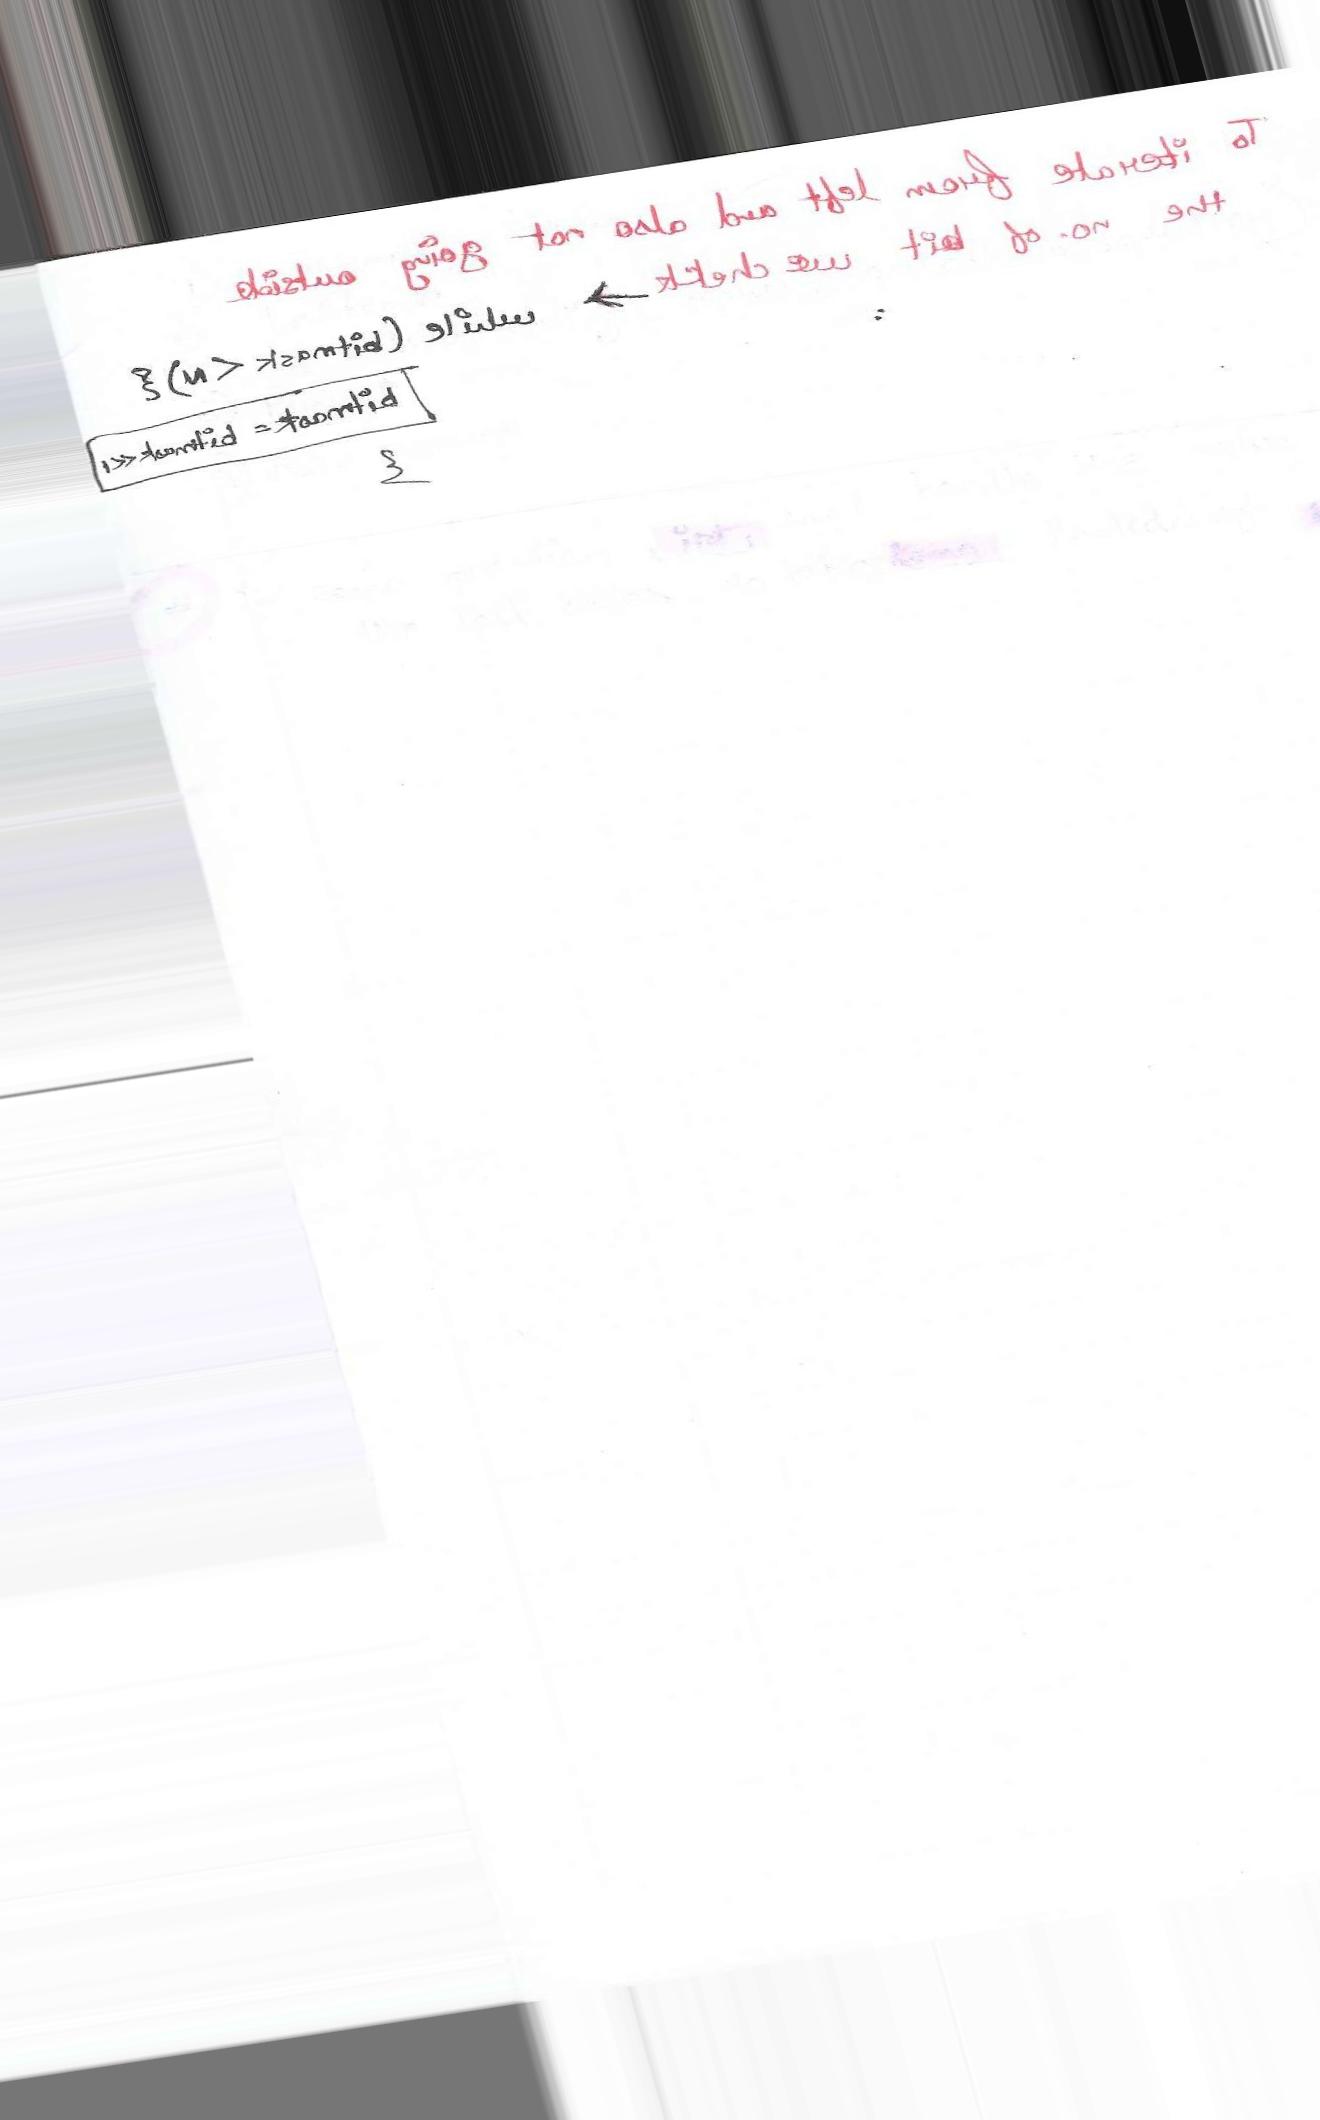 To iterate from left and also not going outside
the no. of bit we check
while (bitmask < n) {
bitmask = bitmask<<1
}